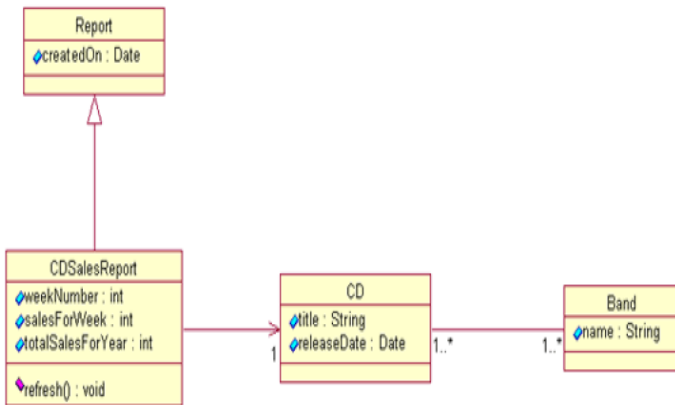 Report
createdOn : Date
CDSalesReport
weekNumber : int
salesForWeek : int
totalSalesForYear : int
refresh() : void
1
CD
title : String
releaseDate : Date
1..*
1..*
Band
name : String